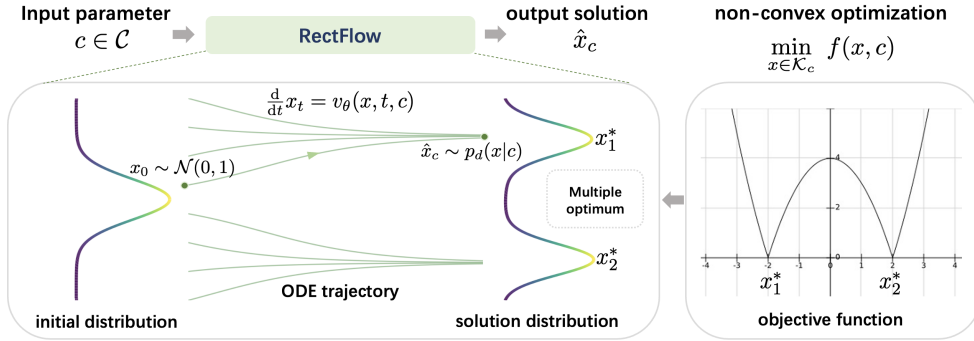 Input parameter
c ∈ 𝒞
RectFlow
output solution
x̂_c
non-convex optimization
min f(x, c)
x∈𝒦_c
d/dt x_t = v_θ(x, t, c)
x_0 ∼ 𝒩(0, 1)
x̂_c ∼ p_d(x|c)
x_1^*
Multiple
optimum
x_2^*
ODE trajectory
initial distribution
solution distribution
4
2
0
-4 -3 -2 -1 0 1 2 3 4
x_1^* x_2^*
objective function